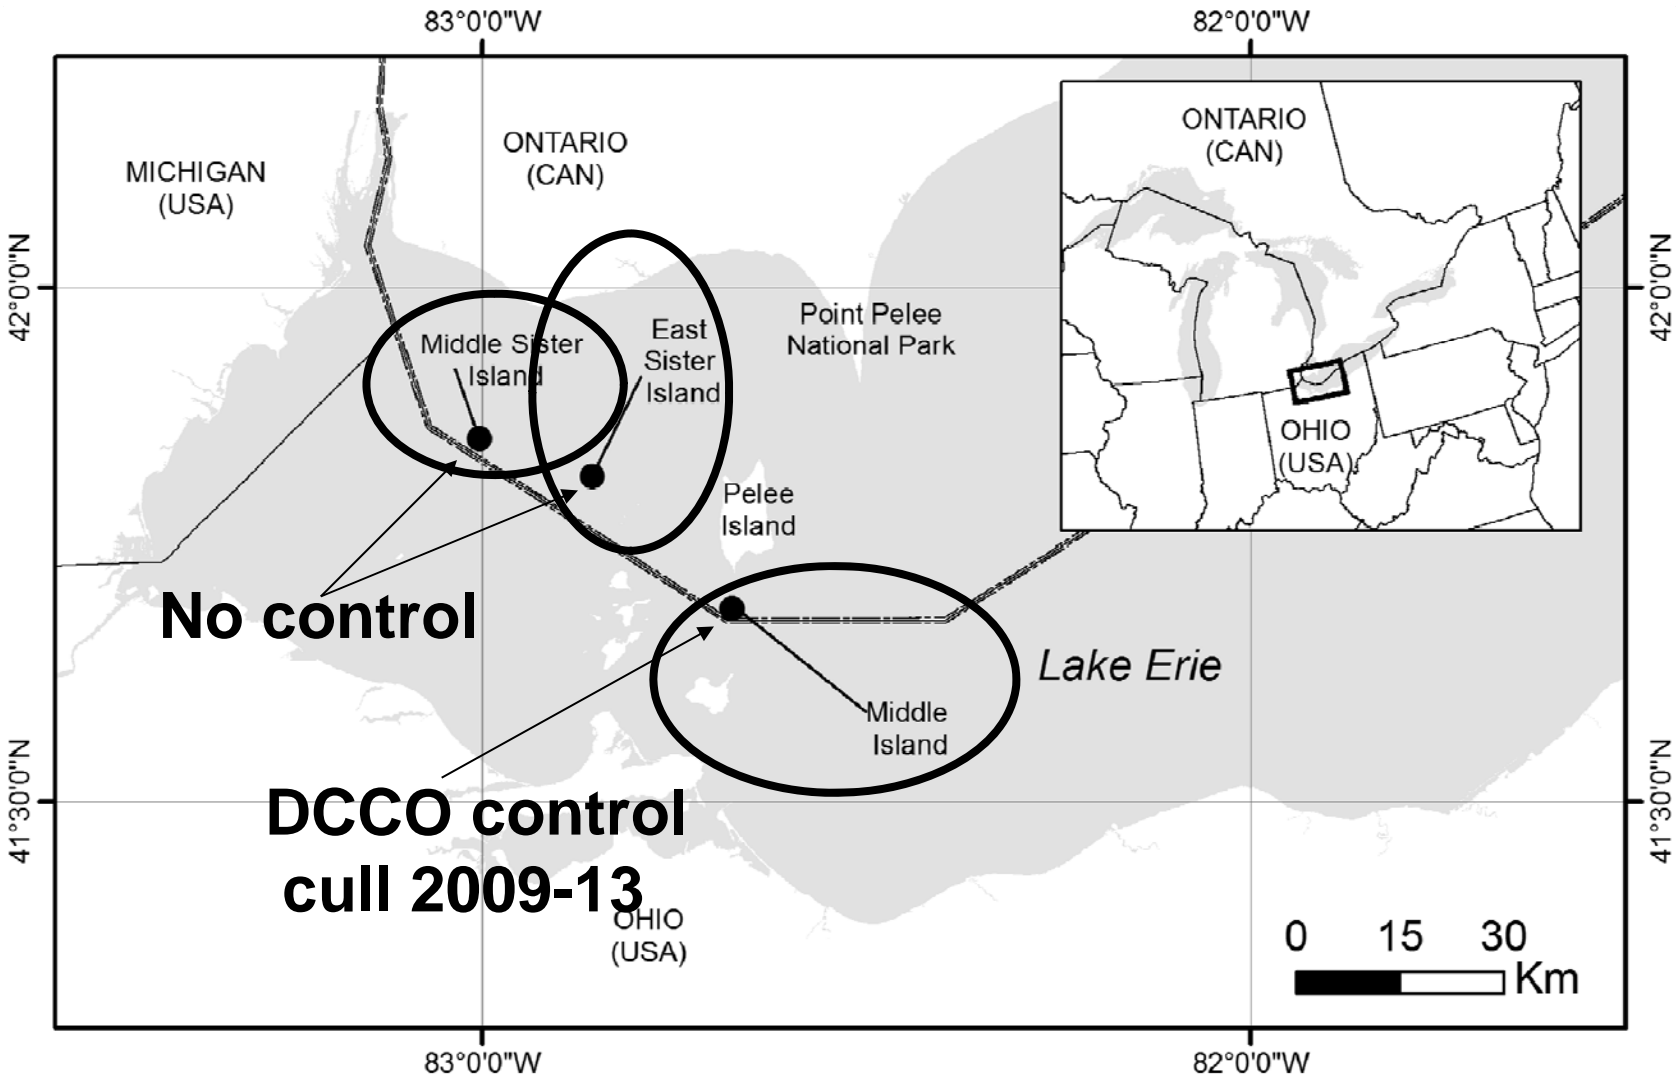 83°0'0"W
82°0'0"W
MICHIGAN
(USA)
ONTARIO
(CAN)
ONTARIO
(CAN)
OHIO
(USA)
42°0'0"N
42°0'0"N
Middle Sister
Island
East
Sister
Island
Point Pelee
National Park
Pelee
Island
No control
Lake Erie
Middle
Island
DCCO control
cull 2009-13
41°30'0"N
41°30'0"N
OHIO
(USA)
0 15 30
Km
83°0'0"W
82°0'0"W